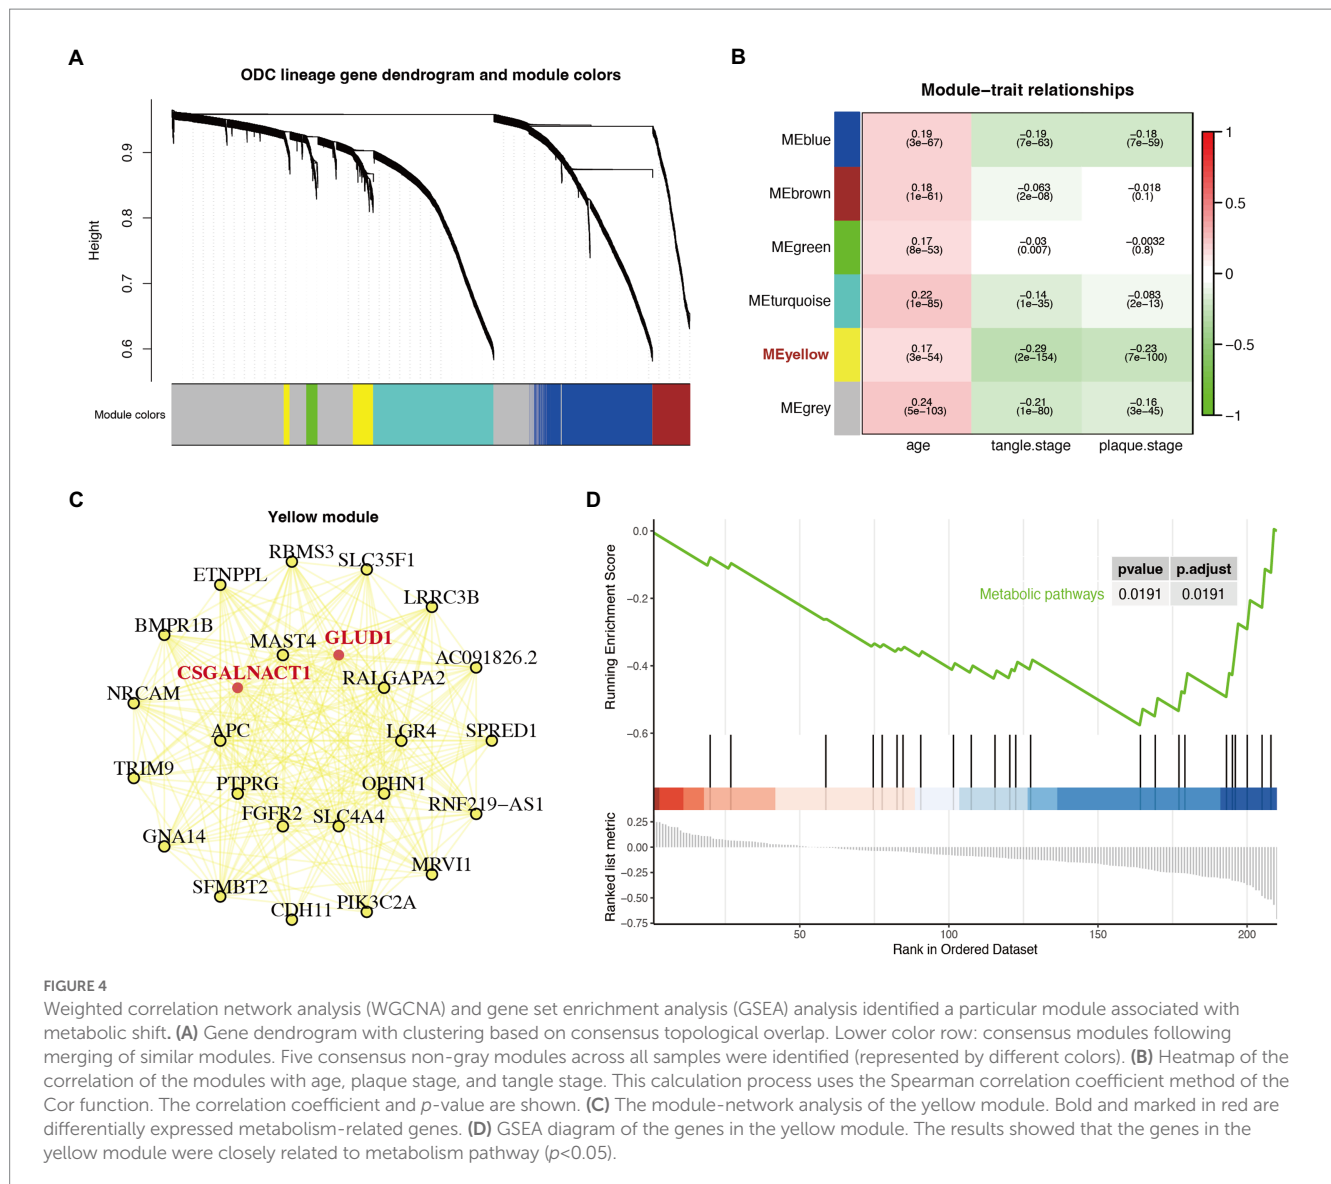 A
ODC lineage gene dendrogram and module colors
Height
0.9
0.8
0.7
0.6
Module colors
B
Module−trait relationships
MEblue
0.19
(3e−67)
−0.19
(7e−63)
−0.18
(7e−59)
MEbrown
0.18
(1e−61)
−0.063
(2e−08)
−0.018
(0.1)
MEgreen
0.17
(8e−53)
−0.03
(0.007)
−0.0032
(0.8)
MEturquoise
0.22
(1e−85)
−0.14
(1e−35)
−0.083
(2e−13)
MEyellow
0.17
(3e−54)
−0.29
(2e−154)
−0.23
(7e−100)
MEgrey
0.24
(5e−103)
−0.21
(1e−80)
−0.16
(3e−45)
age
tangle.stage
plaque.stage
1
0.5
0
−0.5
−1
C
Yellow module
RBMS3
SLC35F1
ETNPPL
LRRC3B
BMPR1B
MAST4
GLUD1
AC091826.2
CSGALNACT1
RALGAPA2
NRCAM
APC
LGR4
SPRED1
TRIM9
PTPRG
OPHN1
RNF219−AS1
FGFR2
SLC4A4
GNA14
MRVI1
SFMBT2
CDH11
PIK3C2A
D
Running Enrichment Score
0.0
−0.2
−0.4
−0.6
pvalue
p.adjust
Metabolic pathways
0.0191
0.0191
Ranked list metric
0.25
0.00
−0.25
−0.50
−0.75
50
100
150
200
Rank in Ordered Dataset
FIGURE 4
Weighted correlation network analysis (WGCNA) and gene set enrichment analysis (GSEA) analysis identified a particular module associated with
metabolic shift. (A) Gene dendrogram with clustering based on consensus topological overlap. Lower color row: consensus modules following
merging of similar modules. Five consensus non-gray modules across all samples were identified (represented by different colors). (B) Heatmap of the
correlation of the modules with age, plaque stage, and tangle stage. This calculation process uses the Spearman correlation coefficient method of the
Cor function. The correlation coefficient and p-value are shown. (C) The module-network analysis of the yellow module. Bold and marked in red are
differentially expressed metabolism-related genes. (D) GSEA diagram of the genes in the yellow module. The results showed that the genes in the
yellow module were closely related to metabolism pathway (p<0.05).